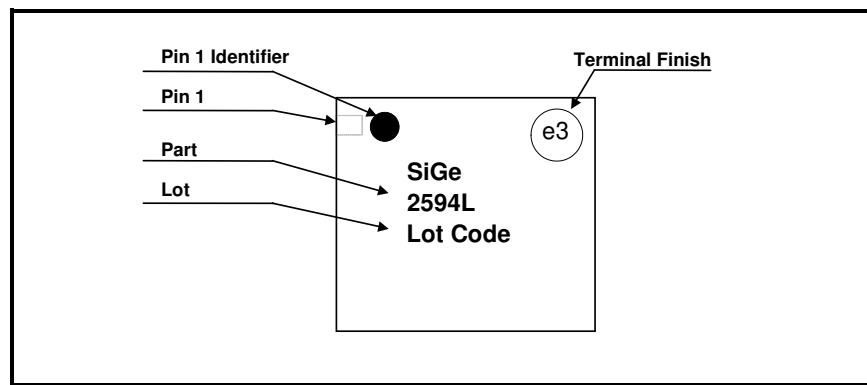 Pin 1 Identifier
Terminal Finish
Pin 1
e3
Part
SiGe
2594L
Lot
Lot Code